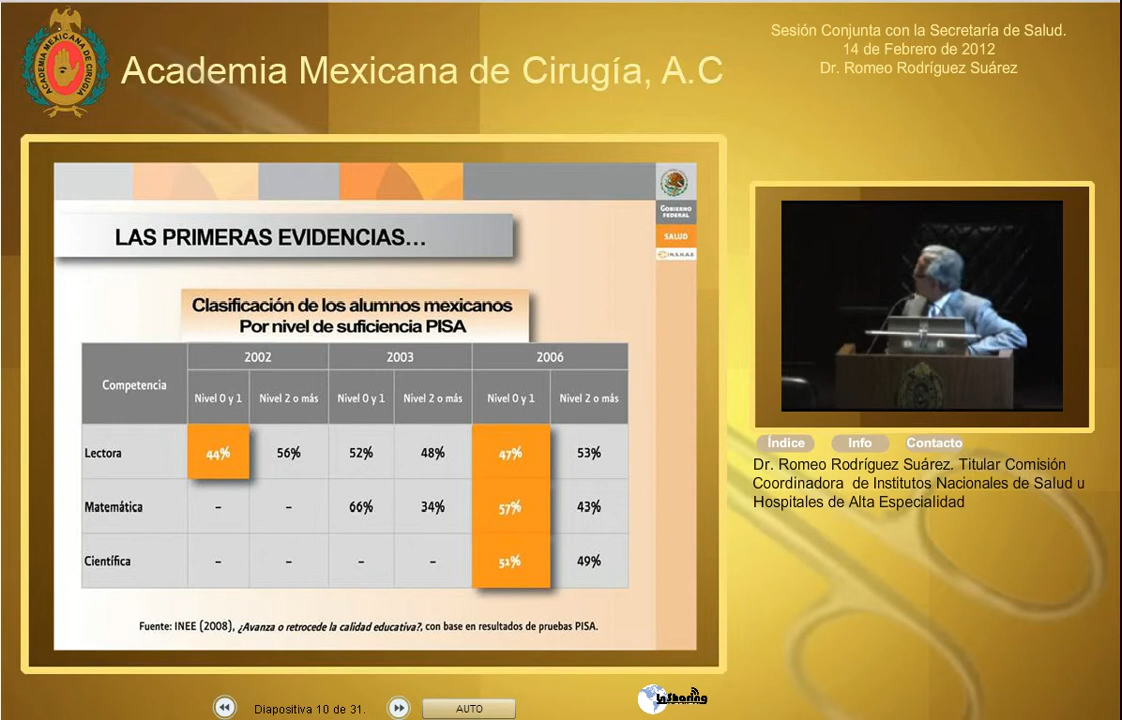 ACADEMIA MEXICANA DE CIRUGÍA
Academia Mexicana de Cirugía, A.C
Sesión Conjunta con la Secretaría de Salud.
14 de Febrero de 2012
Dr. Romeo Rodríguez Suárez
GOBIERNO
FEDERAL
SALUD
LAS PRIMERAS EVIDENCIAS...
Clasificación de los alumnos mexicanos
Por nivel de suficiencia PISA
Competencia 2002 2003 2006
Nivel 0 y 1 Nivel 2 o más Nivel 0 y 1 Nivel 2 o más Nivel 0 y 1 Nivel 2 o más
Lectora 44% 56% 52% 48% 47% 53%
Matemática – – 66% 34% 57% 43%
Científica – – – – 51% 49%
Fuente: INEE (2008), ¿Avanza o retrocede la calidad educativa?, con base en resultados de pruebas PISA.
Índice Info Contacto
Dr. Romeo Rodríguez Suárez. Titular Comisión
Coordinadora de Institutos Nacionales de Salud u
Hospitales de Alta Especialidad
Diapositiva 10 de 31. AUTO
InSharing